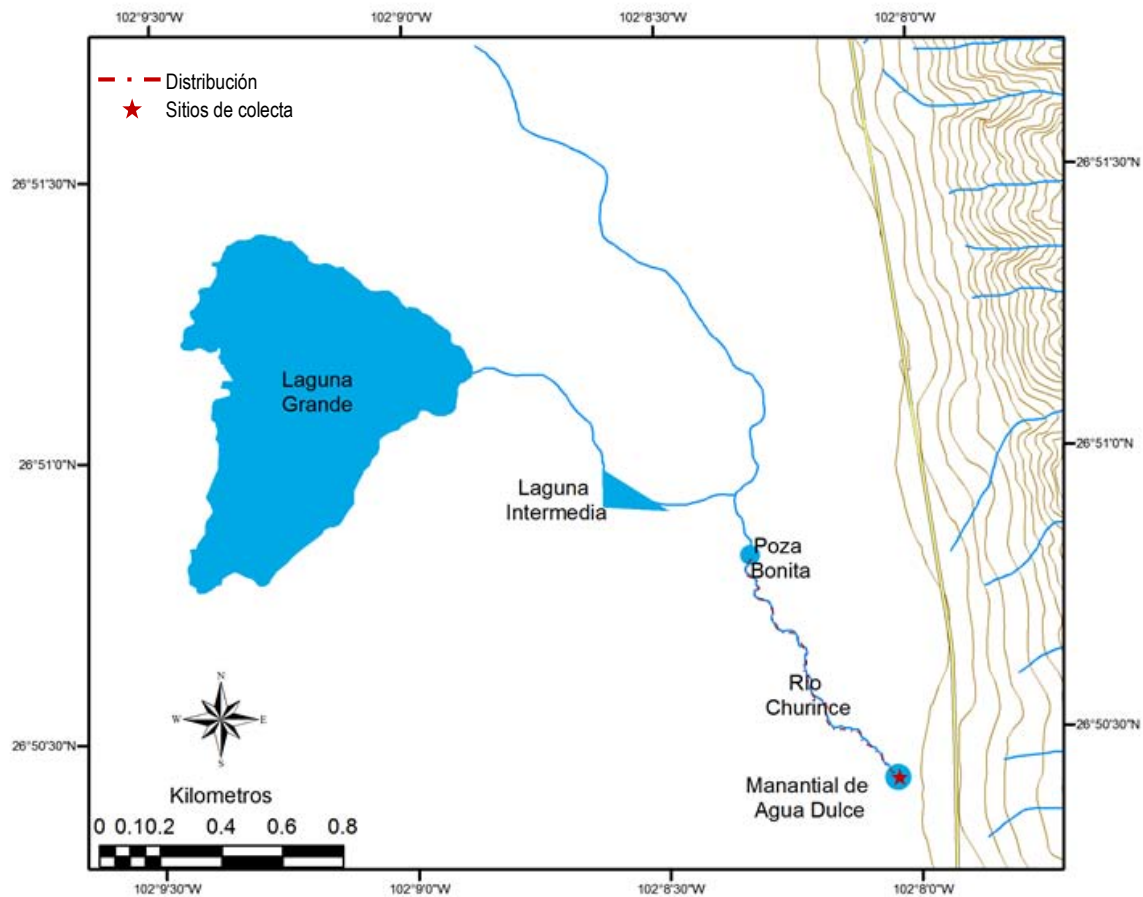 102°9'30"W
102°9'0"W
102°8'30"W
102°8'0"W
Distribución
Sitios de colecta
26°51'30"N
26°51'30"N
Laguna
Grande
26°51'0"N
26°51'0"N
Laguna
Intermedia
Poza
Bonita
Río
Churince
N
W
E
S
26°50'30"N
26°50'30"N
Manantial de
Agua Dulce
Kilometros
0 0.1 0.2 0.4 0.6 0.8
102°9'30"W
102°9'0"W
102°8'30"W
102°8'0"W